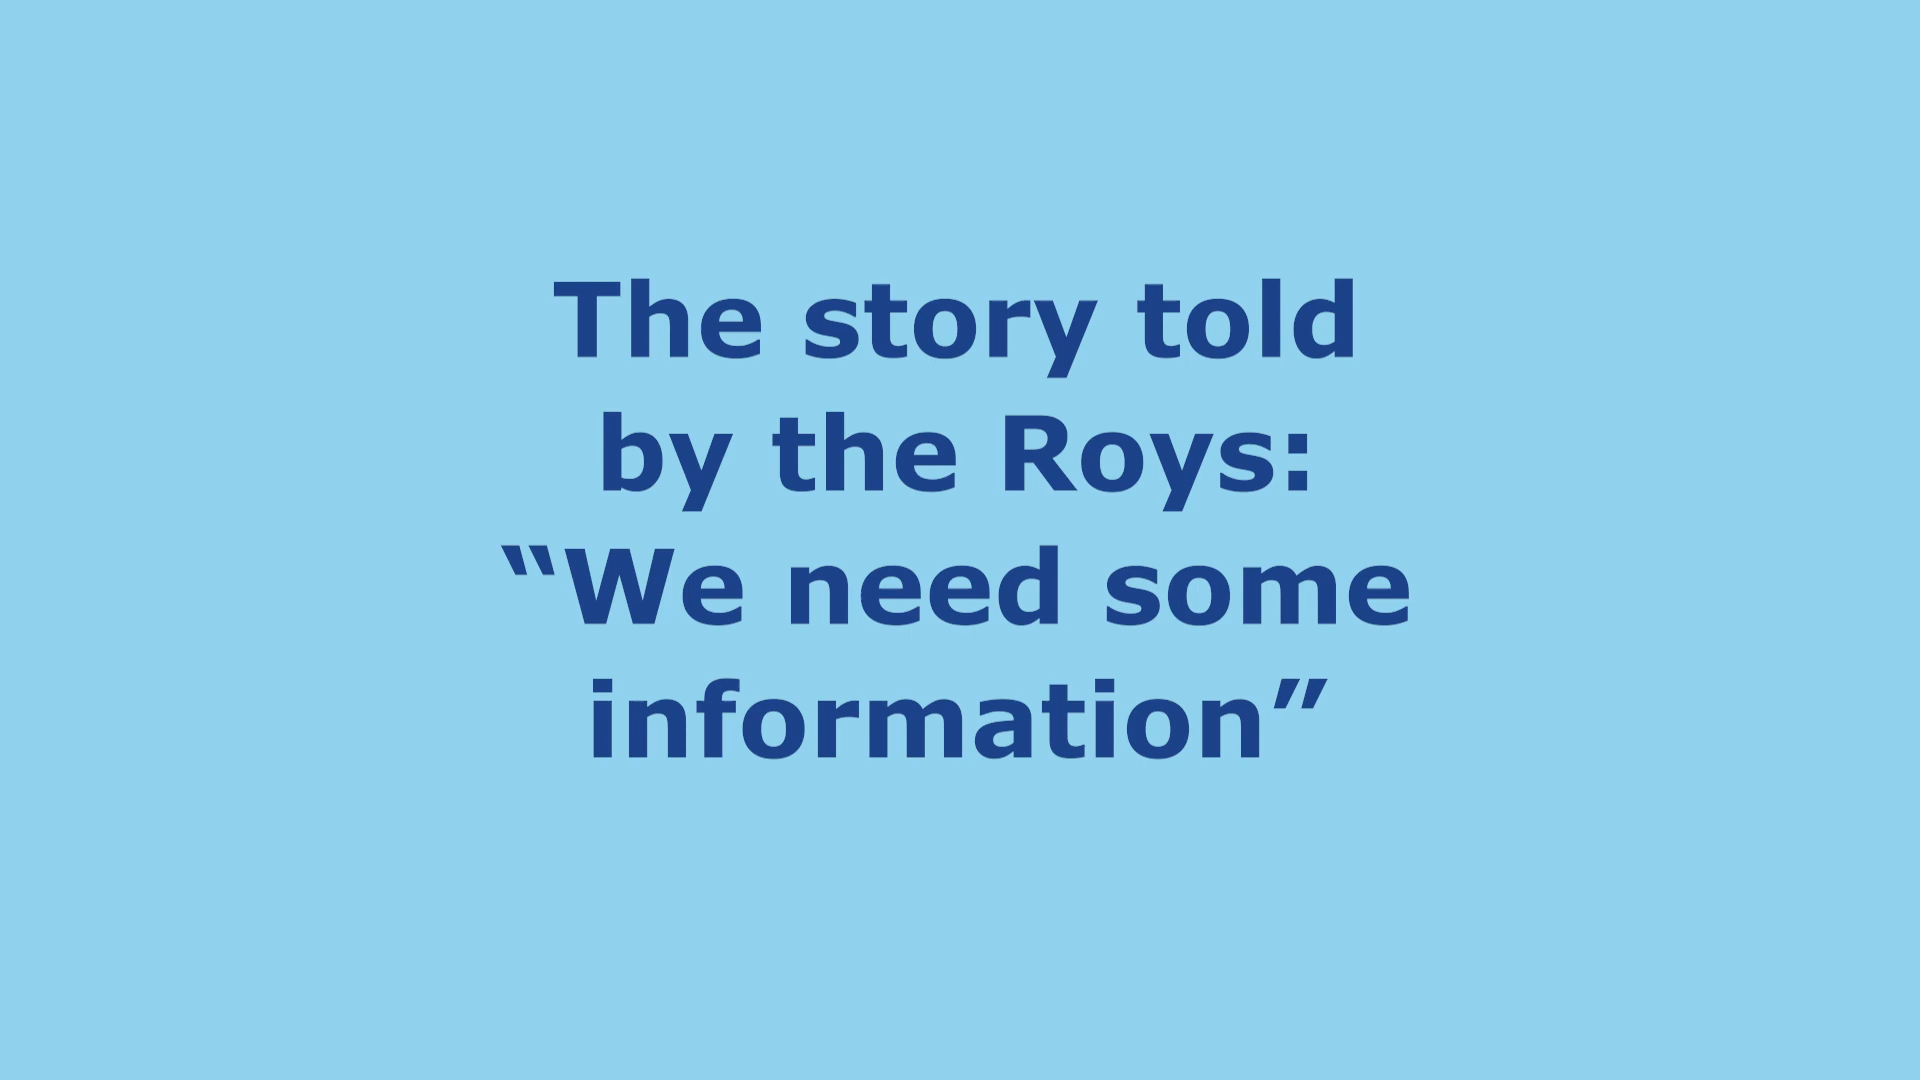 The story told
by the Roys:
“We need some
information”